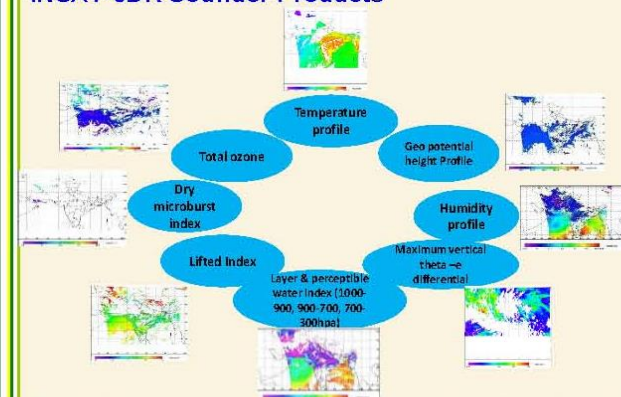 INSAT-3DR Sounder Products
Temperature
profile
Total ozone
Geo potential
height Profile
Dry
microburst
index
Humidity
profile
Lifted Index
Maximum vertical
theta –e
differential
Layer & perceptible
water index (1000-
900, 900-700, 700-
300hpa)